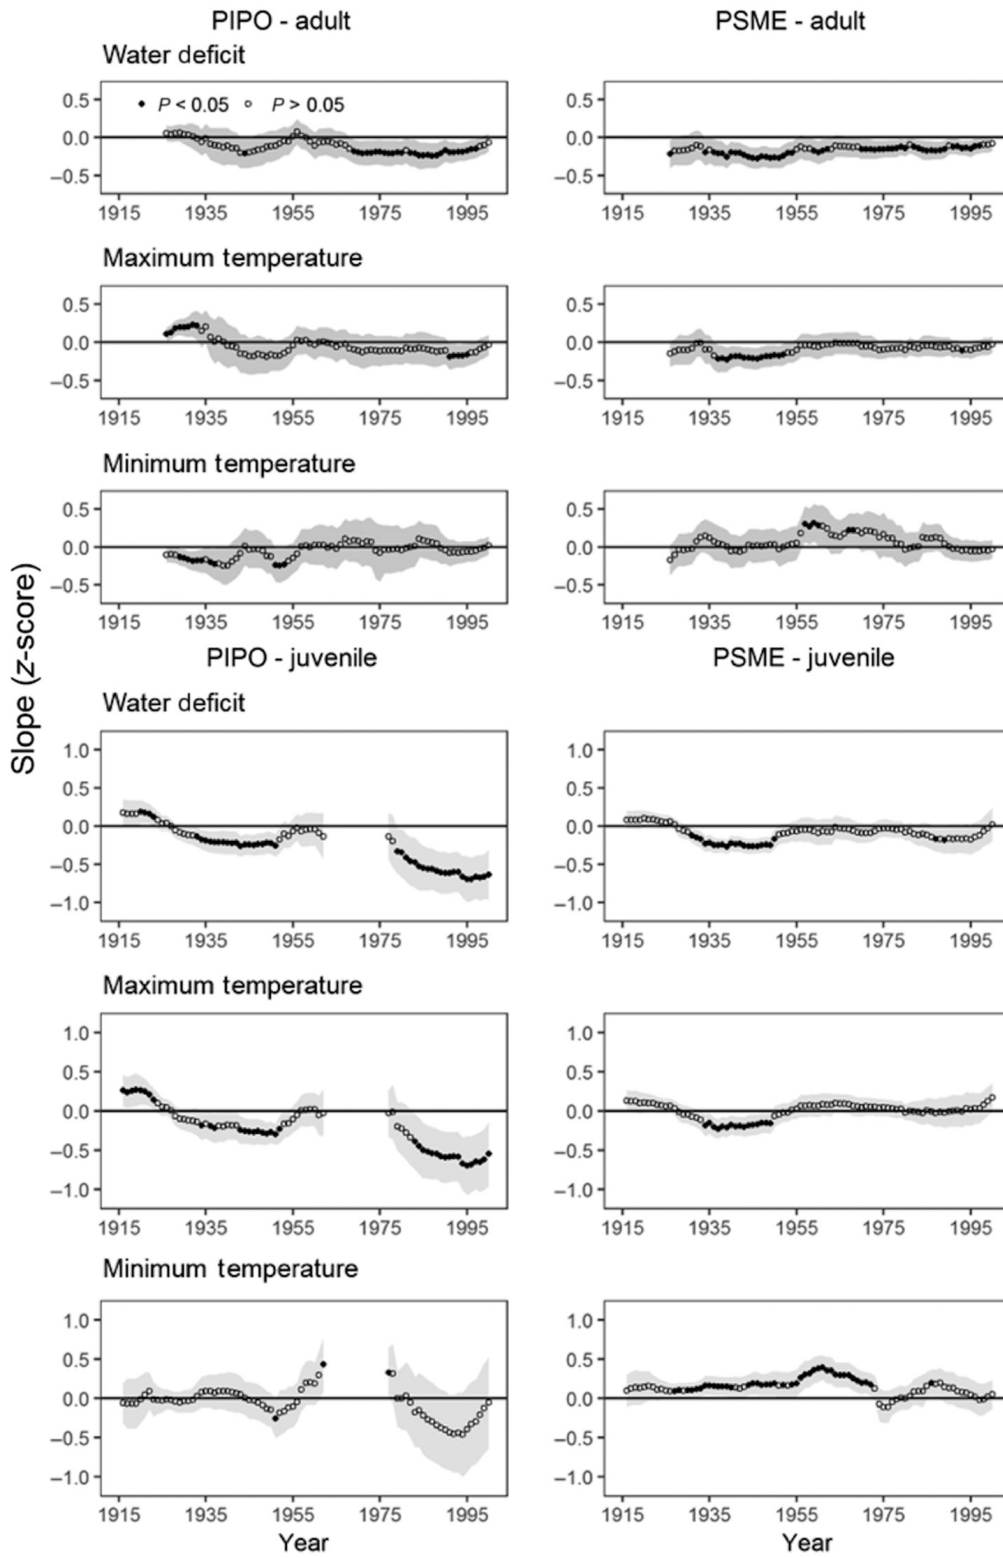 PIPO - adult PSME - adult
Water deficit
P < 0.05 P > 0.05
0.5 0.5
0.0 0.0
−0.5 −0.5
1915 1935 1955 1975 1995 1915 1935 1955 1975 1995
Maximum temperature
0.5 0.5
0.0 0.0
−0.5 −0.5
1915 1935 1955 1975 1995 1915 1935 1955 1975 1995
Minimum temperature
0.5 0.5
0.0 0.0
−0.5 −0.5
1915 1935 1955 1975 1995 1915 1935 1955 1975 1995
Slope (z-score)
PIPO - juvenile PSME - juvenile
Water deficit
1.0 1.0
0.5 0.5
0.0 0.0
−0.5 −0.5
−1.0 −1.0
1915 1935 1955 1975 1995 1915 1935 1955 1975 1995
Maximum temperature
1.0 1.0
0.5 0.5
0.0 0.0
−0.5 −0.5
−1.0 −1.0
1915 1935 1955 1975 1995 1915 1935 1955 1975 1995
Minimum temperature
1.0 1.0
0.5 0.5
0.0 0.0
−0.5 −0.5
−1.0 −1.0
1915 1935 1955 1975 1995 1915 1935 1955 1975 1995
Year Year